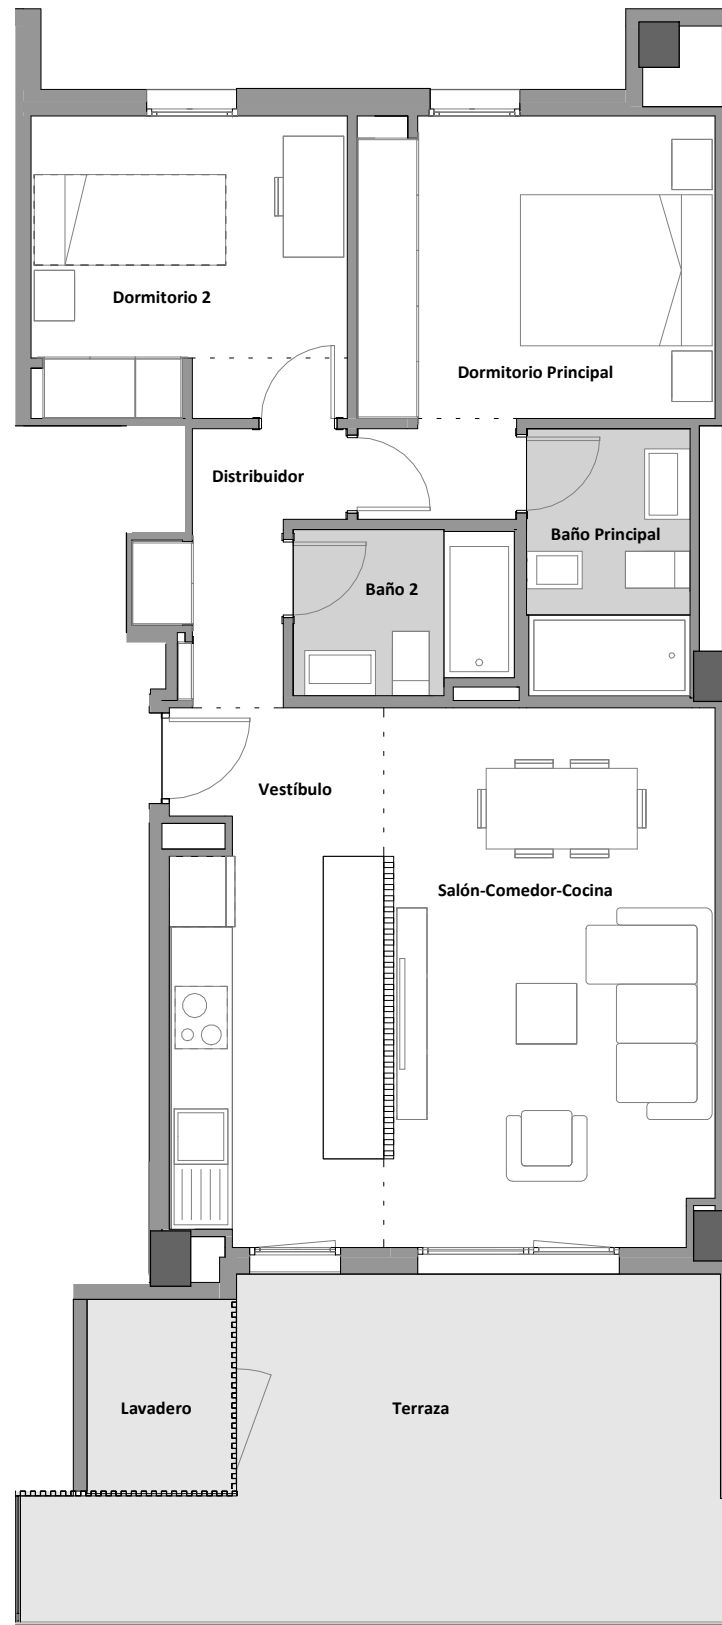 Dormitorio 2
Dormitorio Principal
Distribuidor
Baño Principal
Baño 2
Vestíbulo
Salón-Comedor-Cocina
Lavadero
Terraza